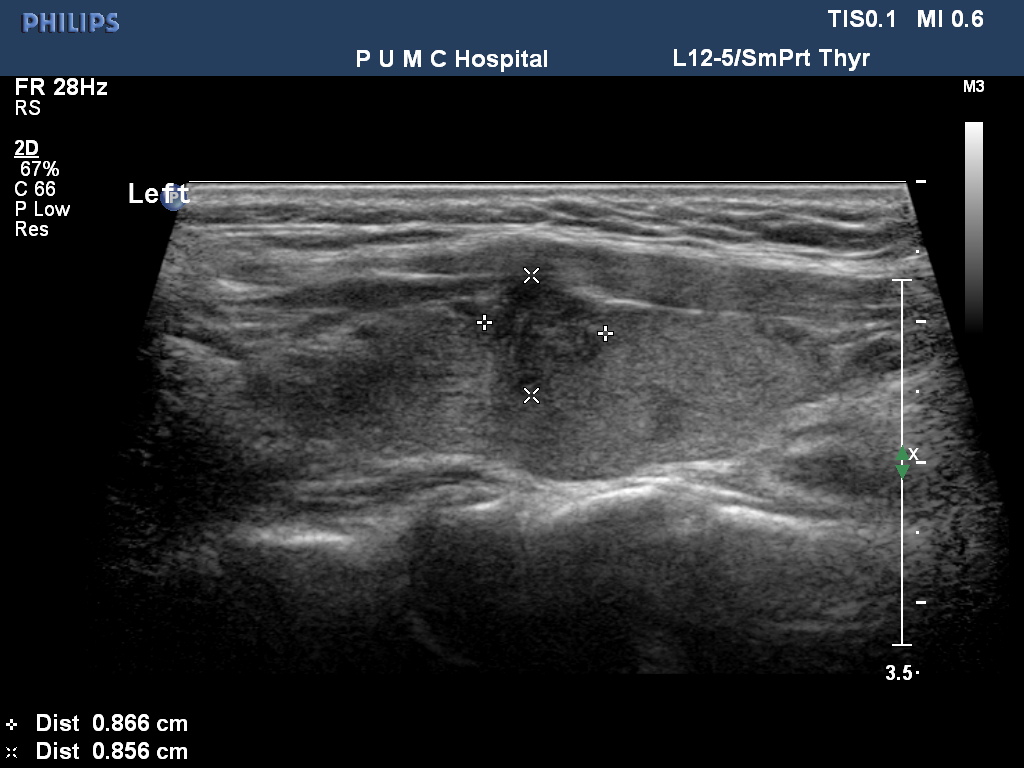 PHILIPS
TIS0.1 MI 0.6
P U M C Hospital
L12-5/SmPrt Thyr
FR 28Hz
RS
M3
2D
67%
C 66
P Low
Res
Left
P
X
3.5
Dist 0.866 cm
Dist 0.856 cm